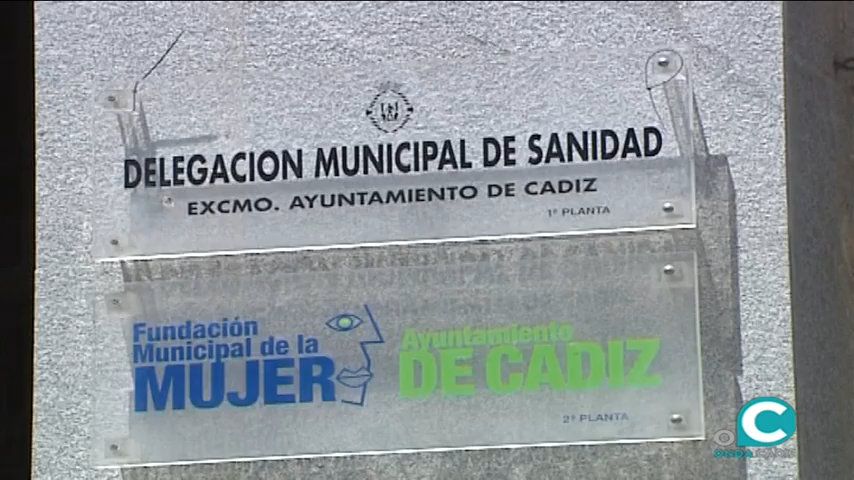 DELEGACION MUNICIPAL DE SANIDAD
EXCMO. AYUNTAMIENTO DE CADIZ
1ª PLANTA
Fundación
Municipal de la
MUJER
Ayuntamiento
DE CADIZ
2ª PLANTA
C
ONDA